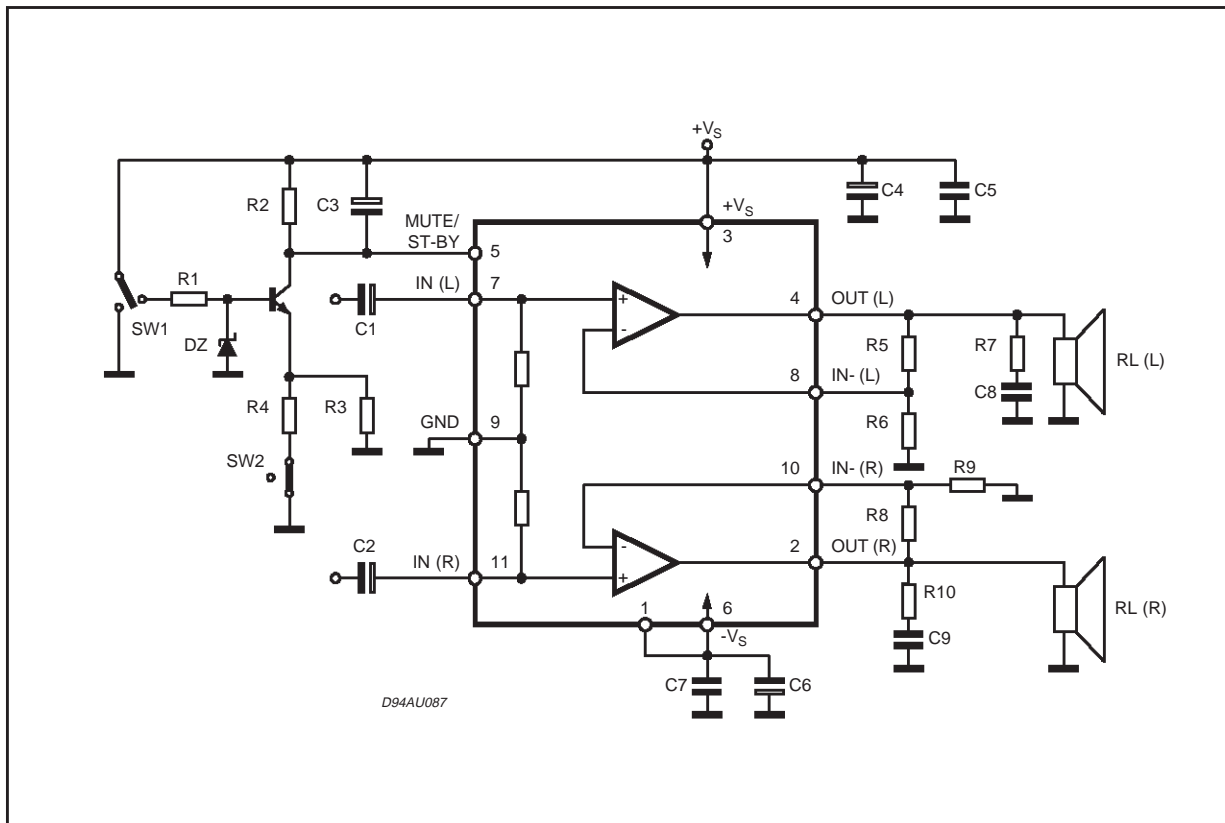 +VS
C4
C5
R2
C3
MUTE/
ST-BY
+VS
3
5
R1
IN (L)
7
4
OUT (L)
+
-
SW1
C1
DZ
R5
R7
RL (L)
8
IN- (L)
C8
R4
R3
GND
9
R6
SW2
10
IN- (R)
R9
R8
C2
IN (R)
11
-
+
2
OUT (R)
R10
RL (R)
1
6
-VS
C9
C7
C6
D94AU087